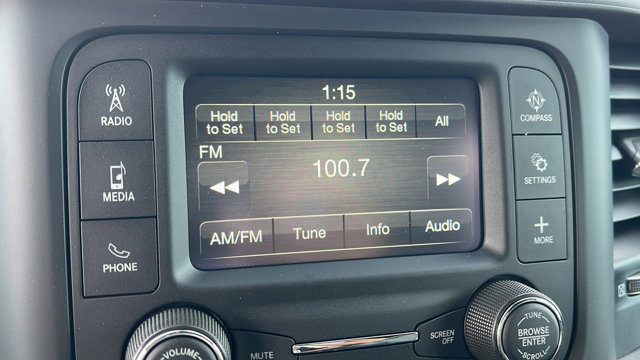 1:15
RADIO
MEDIA
PHONE
Hold to Set
Hold to Set
Hold to Set
Hold to Set
All
FM
100.7
AM/FM
Tune
Info
Audio
COMPASS
SETTINGS
MORE
VOLUME
MUTE
SCREEN OFF
TUNE
BROWSE
ENTER
SCROLL